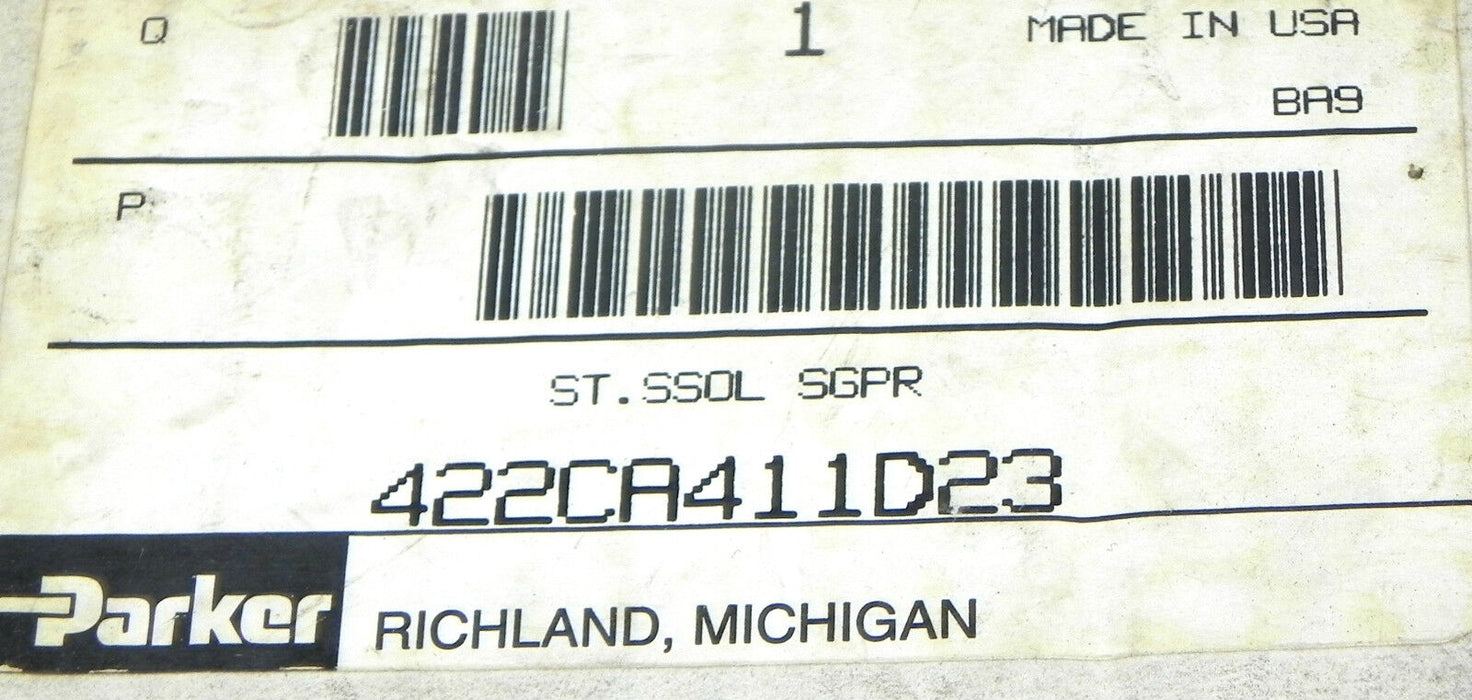 Q 1 MADE IN USA
BA9
P
ST.SSOL SGPR
422CA411D23
Parker RICHLAND, MICHIGAN